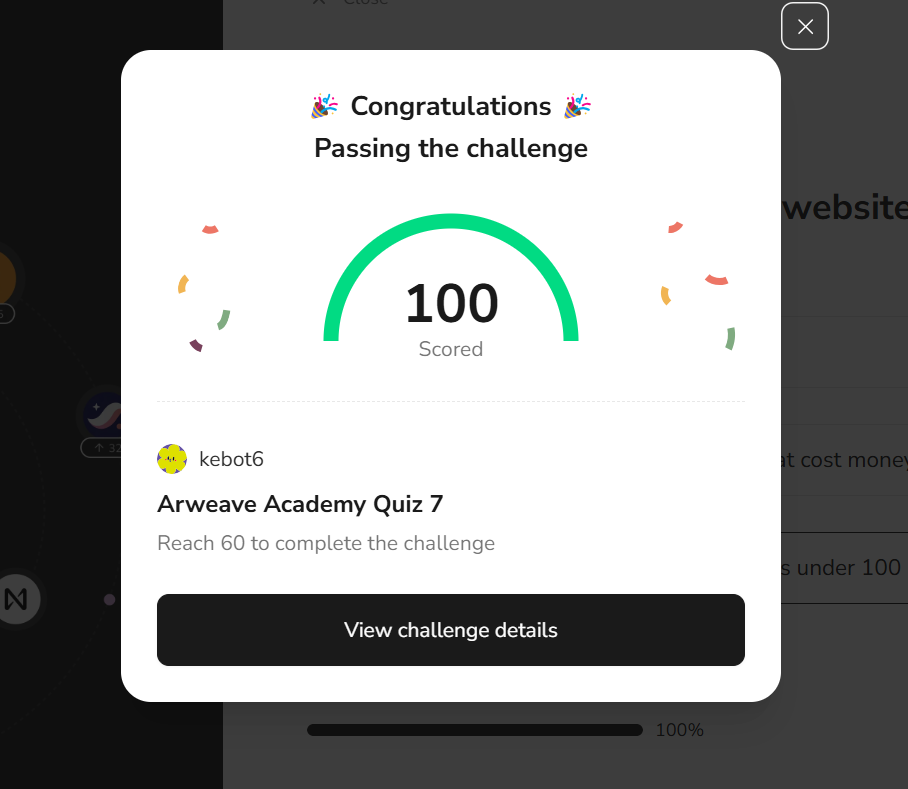 Close
Congratulations
Passing the challenge
website
100
Scored
kebot6
at cost money
Arweave Academy Quiz 7
Reach 60 to complete the challenge
s under 100
View challenge details
100%